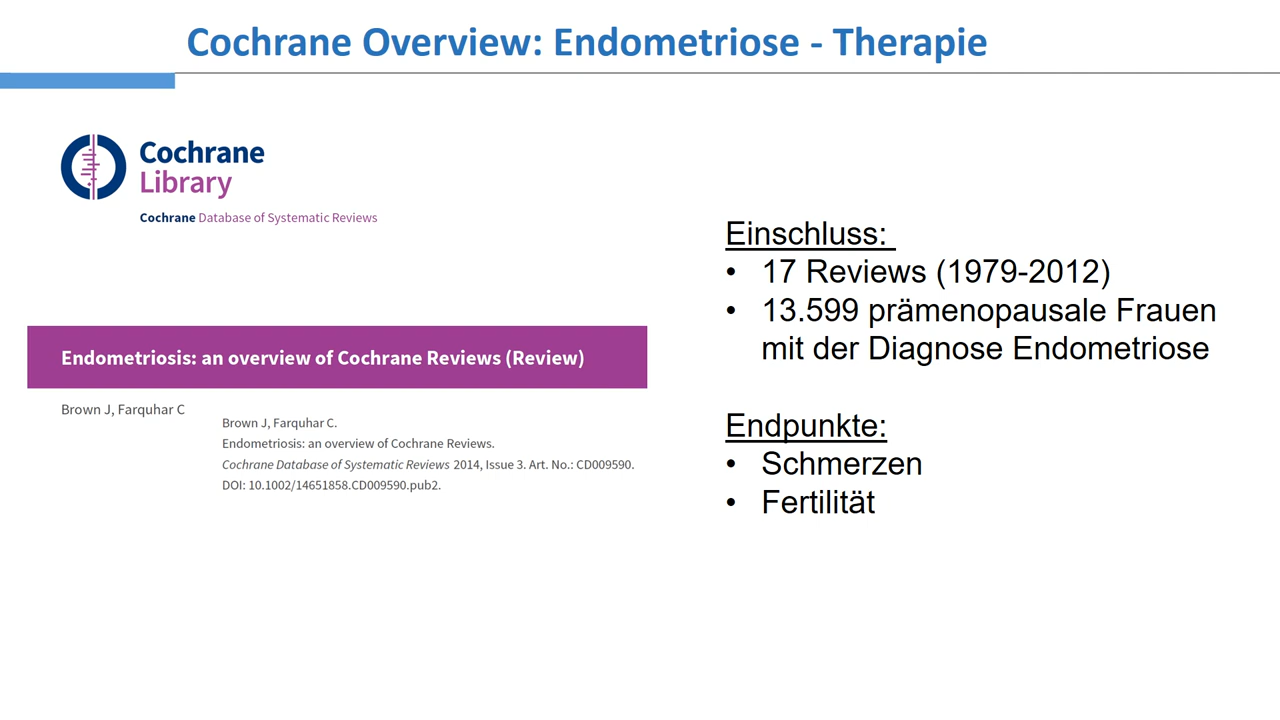 Cochrane Overview: Endometriose - Therapie
Cochrane
Library
Cochrane Database of Systematic Reviews
Endometriosis: an overview of Cochrane Reviews (Review)
Brown J, Farquhar C
Brown J, Farquhar C.
Endometriosis: an overview of Cochrane Reviews.
Cochrane Database of Systematic Reviews 2014, Issue 3. Art. No.: CD009590.
DOI: 10.1002/14651858.CD009590.pub2.
Einschluss:
• 17 Reviews (1979-2012)
• 13.599 prämenopausale Frauen
mit der Diagnose Endometriose
Endpunkte:
• Schmerzen
• Fertilität